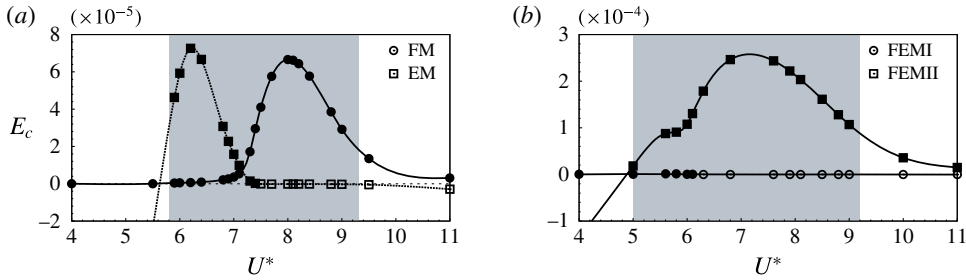 (a) (×10⁻⁵)
8
6
4
2
0
−2
E_c
4 5 6 7 8 9 10 11
U*
FM
EM
(b) (×10⁻⁴)
3
2
1
0
−1
4 5 6 7 8 9 10 11
U*
FEMI
FEMII